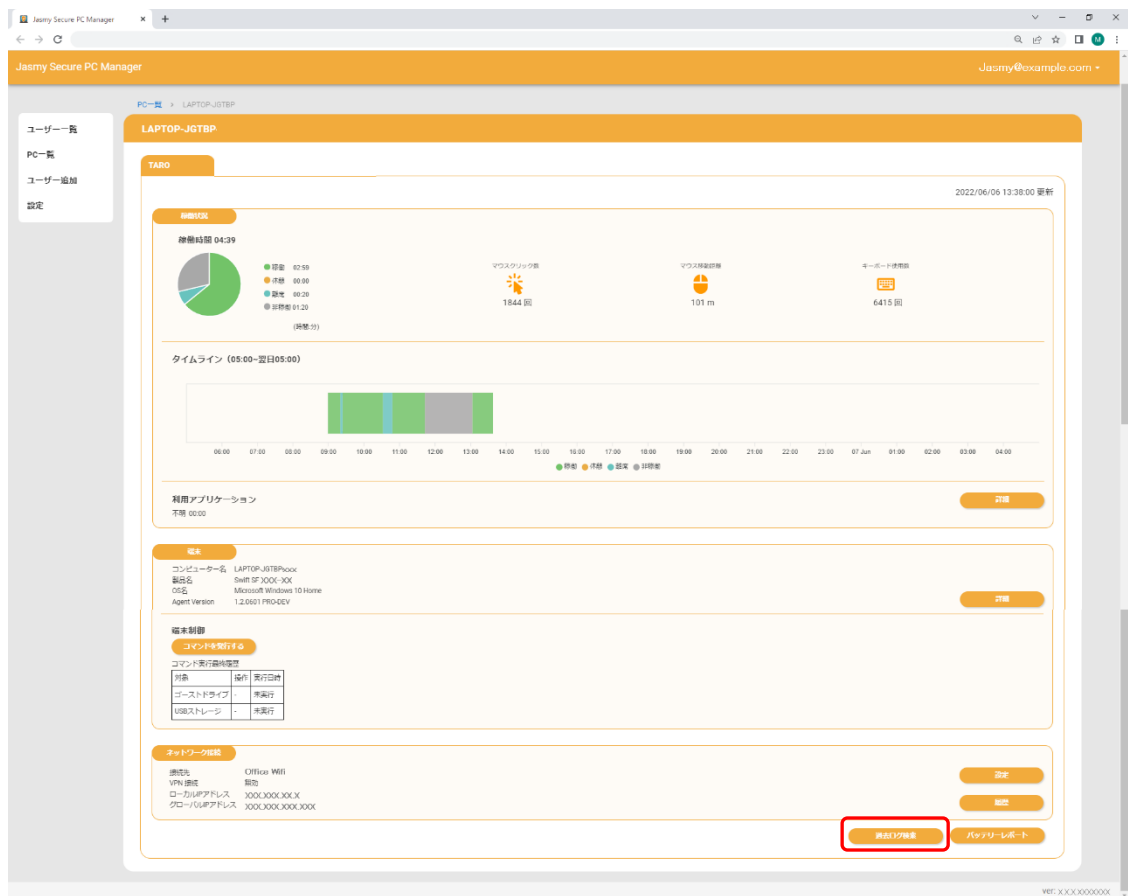 Jasmy Secure PC Manager
Jasmy Secure PC Manager
Jasmy@example.com
PC一覧 > LAPTOP-JGTBP
ユーザー一覧
PC一覧
ユーザー追加
設定
LAPTOP-JGTBP
TARO
2022/06/06 13:38:00 更新
稼働状況
稼働時間 04:39
稼働 02:59
休憩 00:00
離席 00:20
非稼働 01:20
(時間:分)
マウスクリック数
1844 回
マウス移動距離
101 m
キーボード使用数
6415 回
タイムライン（05:00~翌日05:00）
06:00 07:00 08:00 09:00 10:00 11:00 12:00 13:00 14:00 15:00 16:00 17:00 18:00 19:00 20:00 21:00 22:00 23:00 07 Jun 01:00 02:00 03:00 04:00
稼働 休憩 離業 非稼働
利用アプリケーション
不明 00:00
詳細
端末
コンピューター名 LAPTOP-JGTBPxxxx
製品名 Swift SF XXXX-XXX
OS名 Microsoft Windows 10 Home
Agent Version 1.2.0601 PRO-DEV
詳細
端末制御
コマンドを発行する
コマンド実行最終履歴
対象 操作 実行日時
ゴーストドライブ - 未実行
USBストレージ - 未実行
ネットワーク接続
接続先 Office Wifi
VPN 接続 無効
ローカルIPアドレス XXX.XXX.XX.X
グローバルIPアドレス XXX.XXX.XXX.XXX
設定
履歴
過去ログ検索
バッテリーレポート
ver: X.X.XXXXXXXX